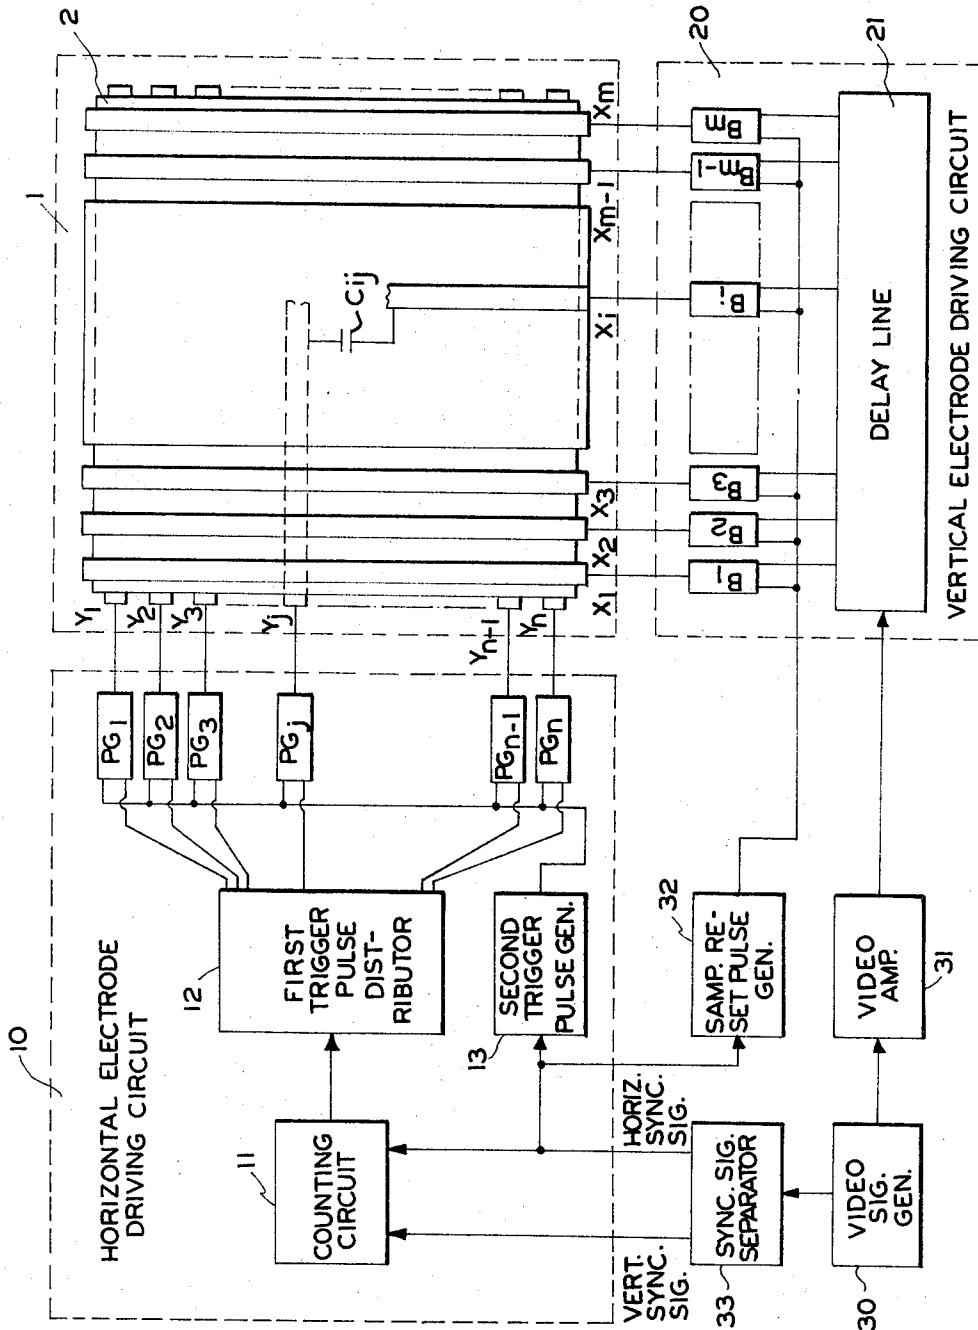 10
HORIZONTAL ELECTRODE
DRIVING CIRCUIT
11
COUNTING
CIRCUIT
12
FIRST
TRIGGER
PULSE
DIST-
RIBUTOR
13
SECOND
TRIGGER
PULSE GEN.
PG1
PG2
PG3
PGj
PGn-1
PGn
Y1
Y2
Y3
Yj
Yn-1
Yn
1
2
Cij
X1
X2
X3
Xi
Xm-1
Xm
20
B1
B2
B3
Bi
Bm-1
Bm
21
DELAY LINE
VERTICAL ELECTRODE DRIVING CIRCUIT
VERT.
SYNC.
SIG.
HORIZ.
SYNC.
SIG.
33
SYNC. SIG.
SEPARATOR
32
SAMP. RE-
SET PULSE
GEN.
30
VIDEO
SIG.
GEN.
31
VIDEO
AMP.